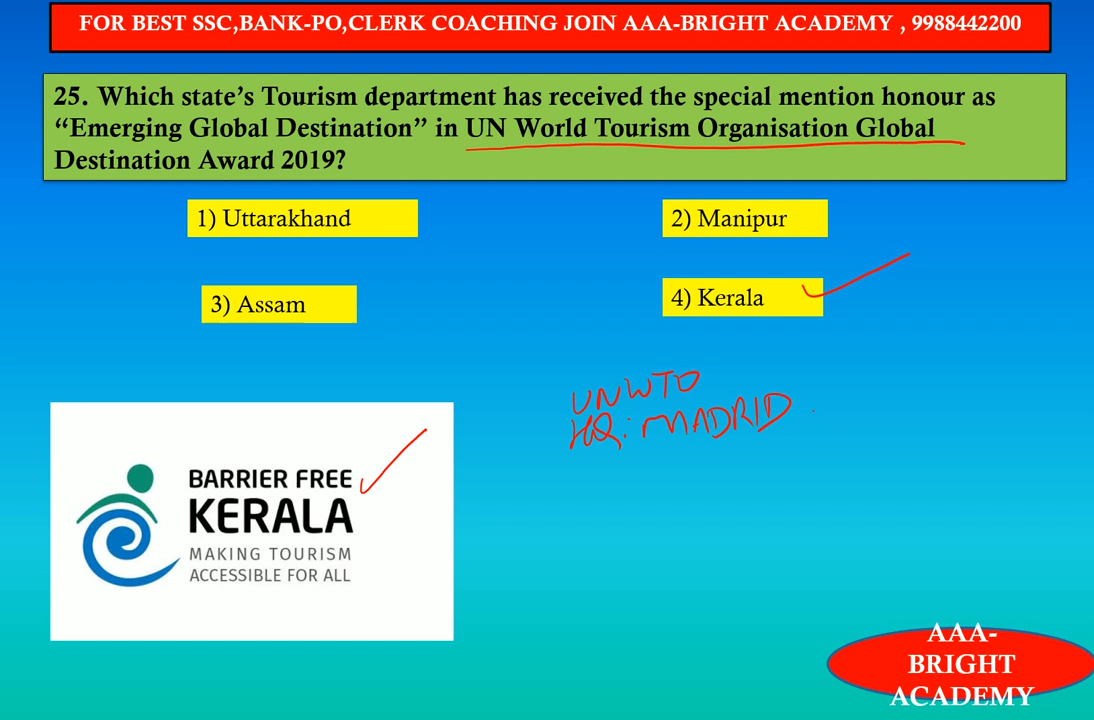 FOR BEST SSC,BANK-PO,CLERK COACHING JOIN AAA-BRIGHT ACADEMY , 9988442200
25. Which state's Tourism department has received the special mention honour as
“Emerging Global Destination” in UN World Tourism Organisation Global
Destination Award 2019?
1) Uttarakhand
2) Manipur
3) Assam
4) Kerala
UNWTO
HQ: MADRID
BARRIER FREE
KERALA
MAKING TOURISM
ACCESSIBLE FOR ALL
AAA-
BRIGHT
ACADEMY